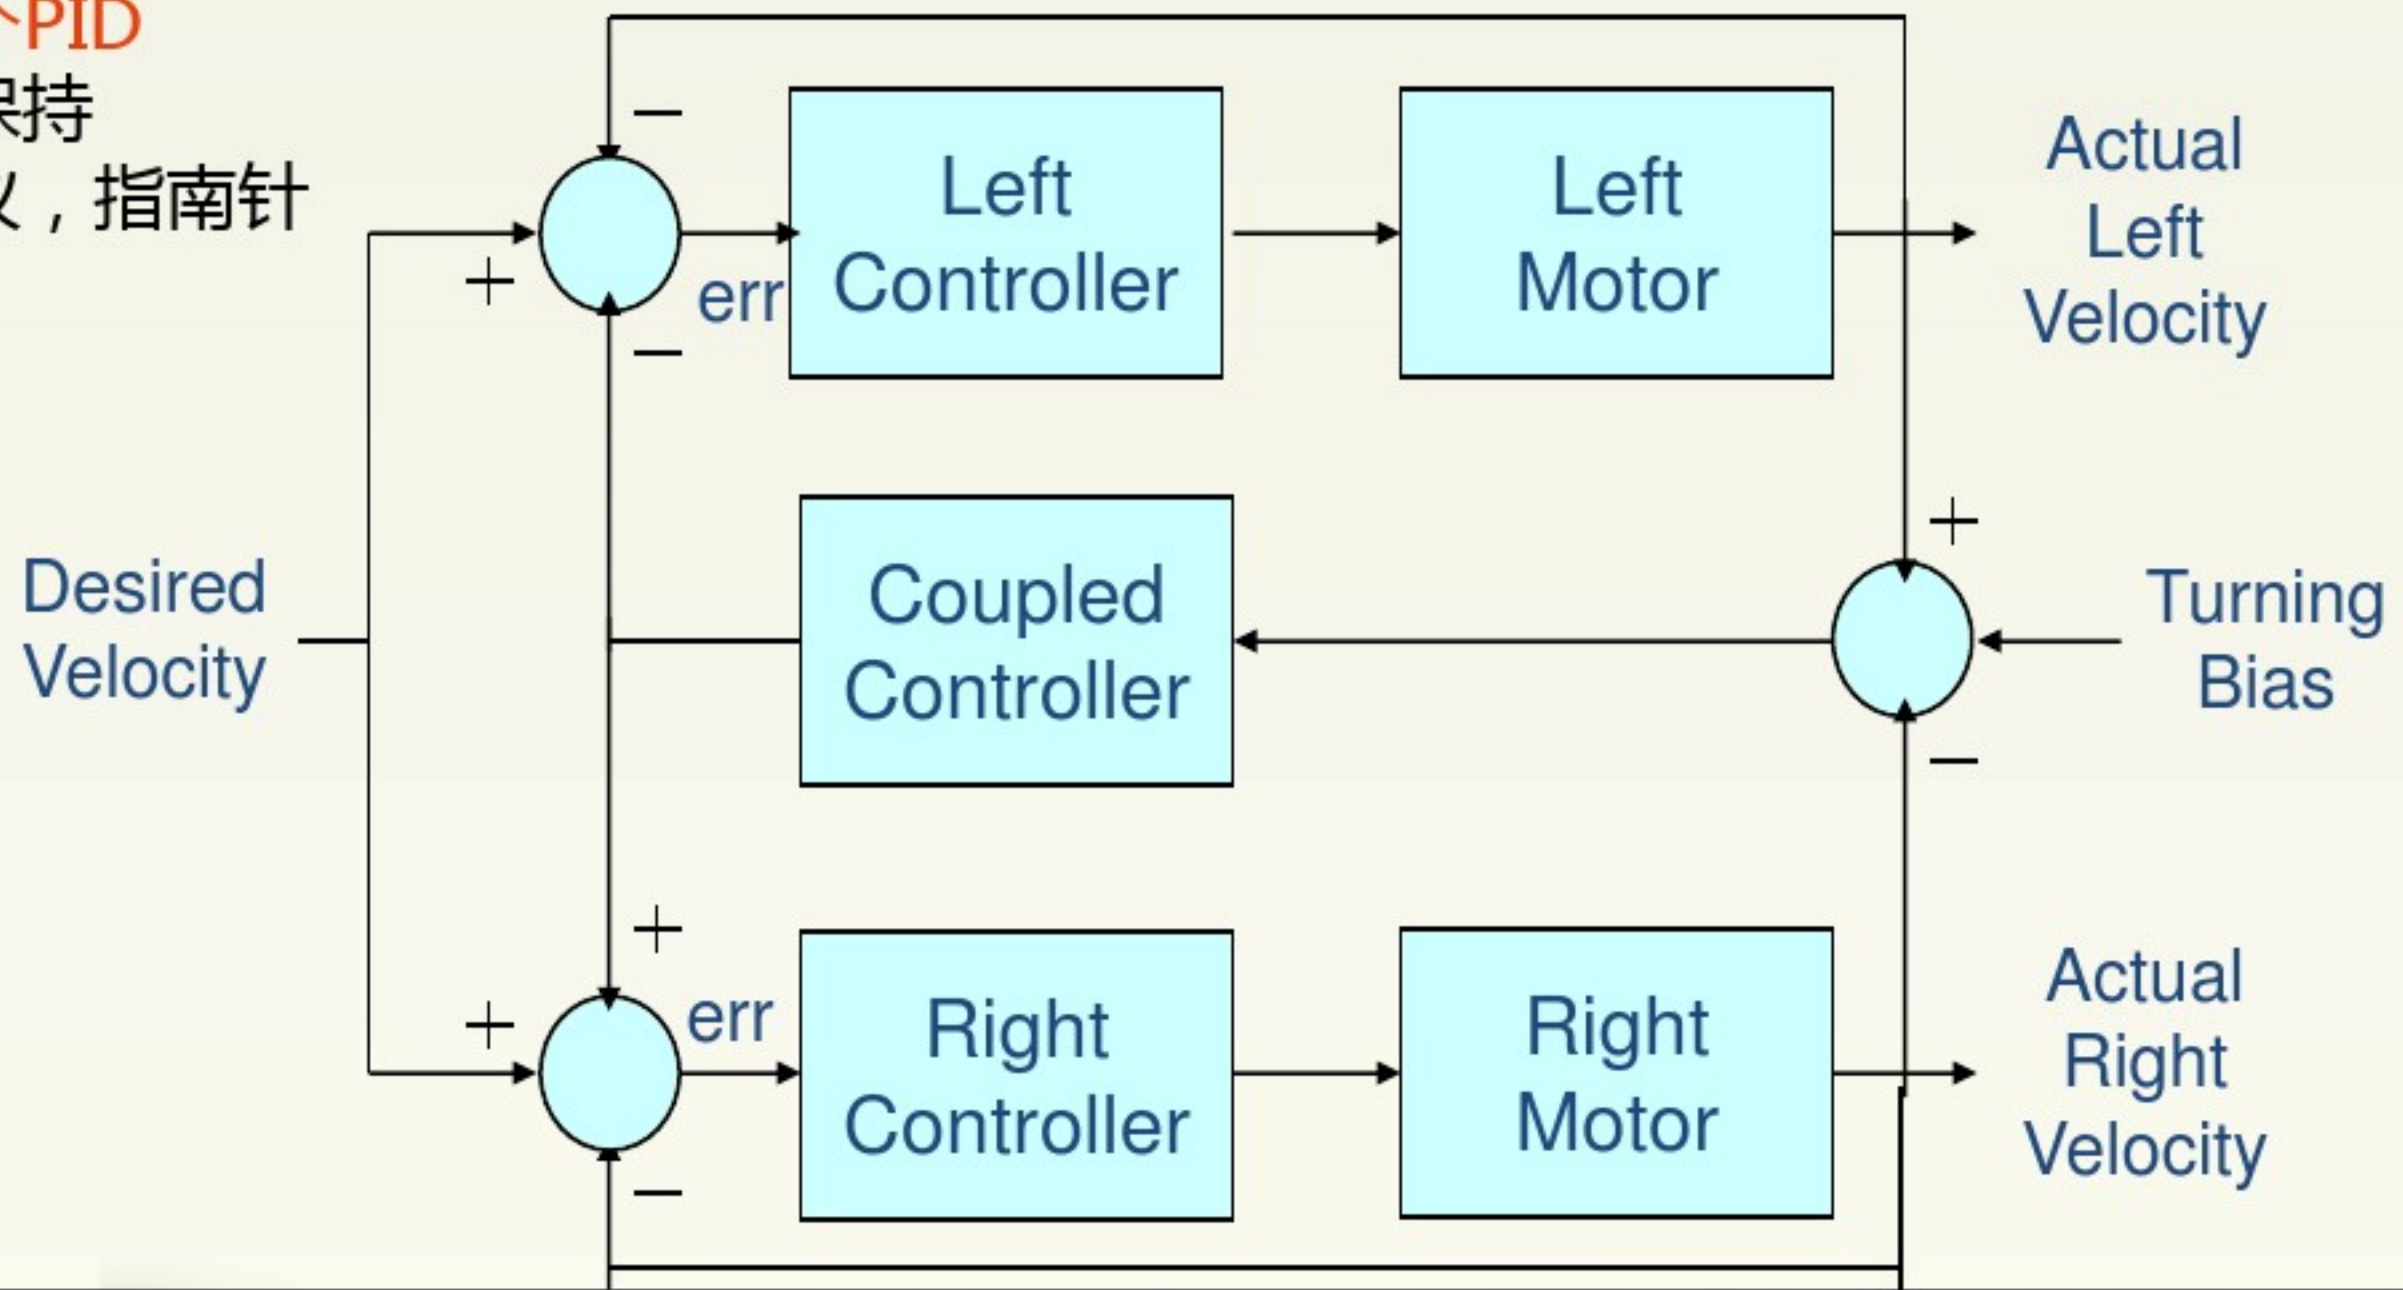 PID
保持
,指南针
−
Left
Controller
Left
Motor
Actual
Left
Velocity
+
err
−
+
Desired
Velocity
Coupled
Controller
Turning
Bias
−
+
+
err
Right
Controller
Right
Motor
Actual
Right
Velocity
−